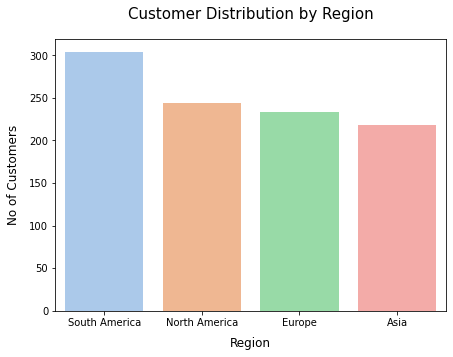 Customer Distribution by Region
No of Customers
300
250
200
150
100
50
0
South America North America Europe Asia
Region